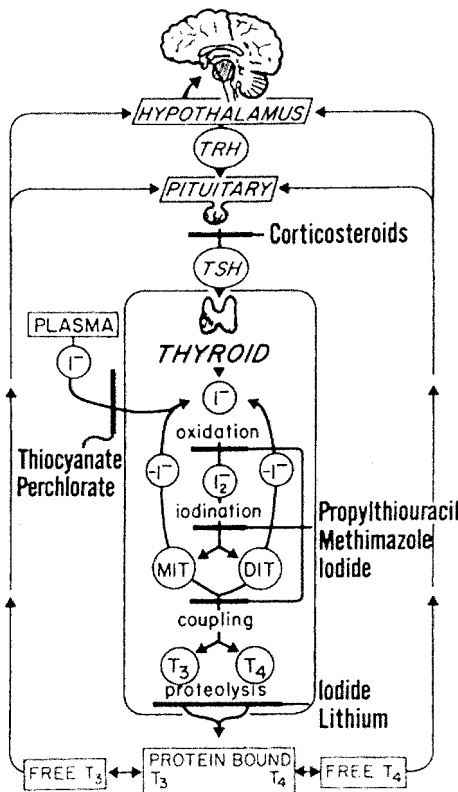 HYPOTHALAMUS
TRH
PITUITARY
Corticosteroids
TSH
PLASMA
I⁻
THYROID
I⁻
Thiocyanate
Perchlorate
oxidation
-I⁻
I₂⁻
-I⁻
iodination
Propylthiouracil
Methimazole
Iodide
MIT
DIT
coupling
T₃
T₄
proteolysis
Iodide
Lithium
FREE T₃
PROTEIN BOUND
T₃ T₄
FREE T₄